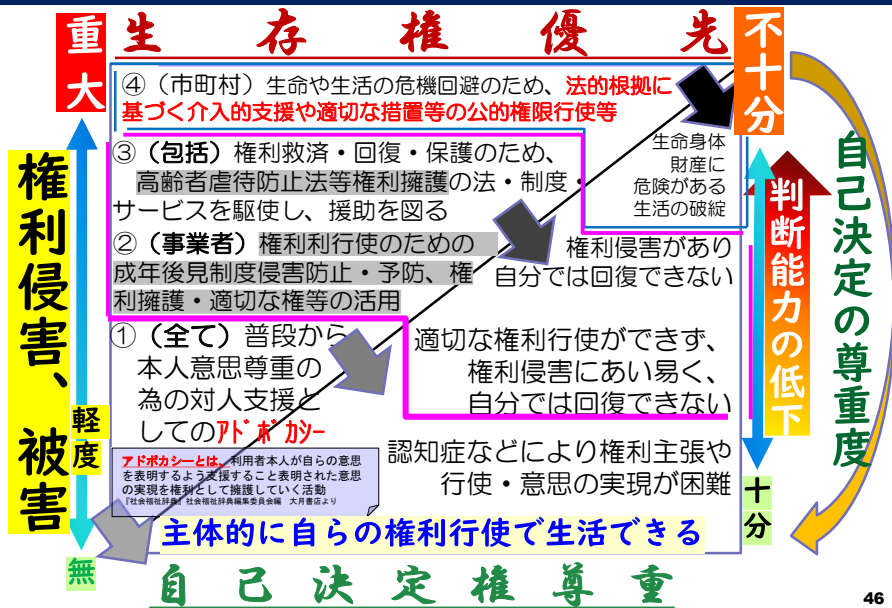 生存権優先
重大
不十分
④（市町村）生命や生活の危機回避のため、法的根拠に
基づく介入的支援や適切な措置等の公的権限行使等
生命身体
財産に
危険がある
生活の破綻
③（包括）権利救済・回復・保護のため、
高齢者虐待防止法等権利擁護の法・制度・
サービスを駆使し、援助を図る
権利侵害があり
自分では回復できない
②（事業者）権利利行使のための
成年後見制度侵害防止・予防、権
利擁護・適切な権等の活用
適切な権利行使ができず、
権利侵害にあい易く、
自分では回復できない
①（全て）普段から
本人意思尊重の
為の対人支援と
してのｱﾄﾞﾎﾞｶｼｰ
認知症などにより権利主張や
行使・意思の実現が困難
アドボカシーとは、利用者本人が自らの意思
を表明するよう支援すること表明された意思
の実現を権利として擁護していく活動
『社会福祉辞典』社会福祉辞典編集委員会編　大月書店より
主体的に自らの権利行使で生活できる
自己決定権尊重
権利侵害、被害
軽度
無
判断能力の低下
十分
自己決定の尊重度
46